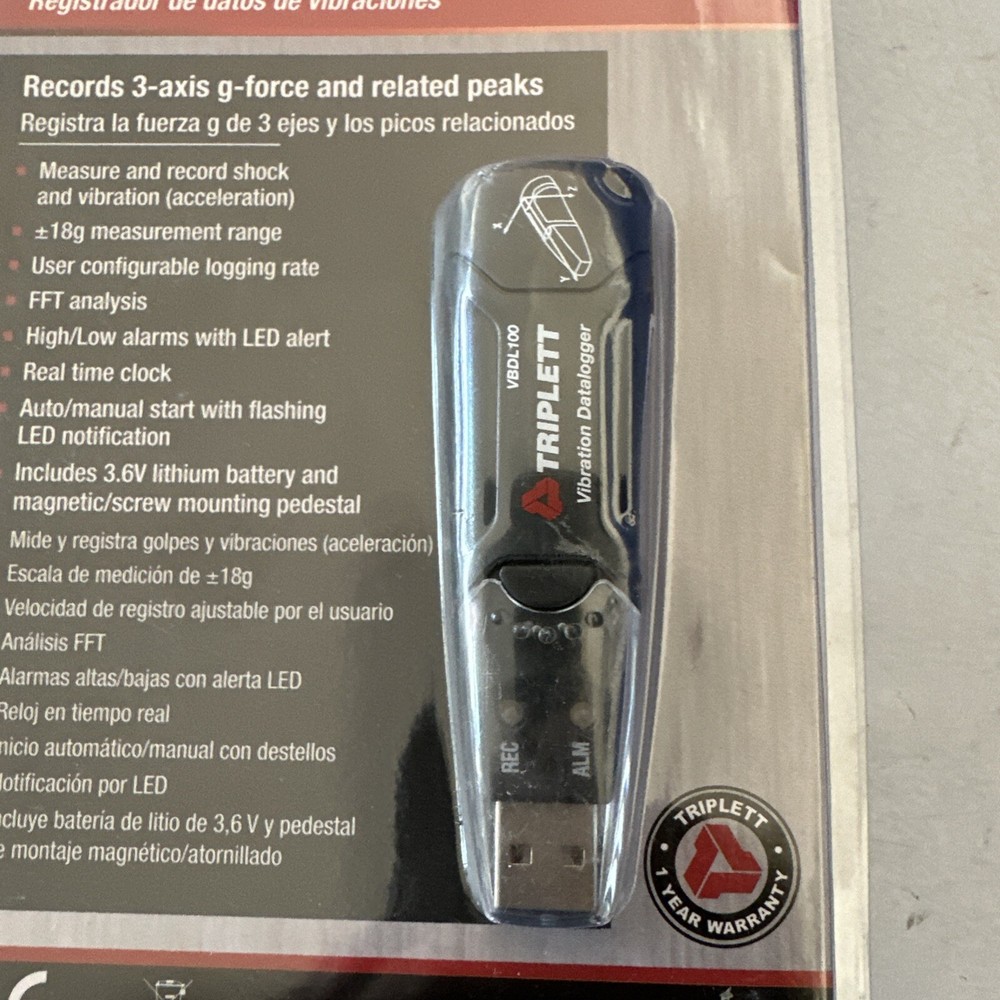 Registrador de datos de vibraciones
Records 3-axis g-force and related peaks
Registra la fuerza g de 3 ejes y los picos relacionados
Measure and record shock
and vibration (acceleration)
±18g measurement range
User configurable logging rate
FFT analysis
High/Low alarms with LED alert
Real time clock
Auto/manual start with flashing
LED notification
Includes 3.6V lithium battery and
magnetic/screw mounting pedestal
Mide y registra golpes y vibraciones (aceleración)
Escala de medición de ±18g
Velocidad de registro ajustable por el usuario
Análisis FFT
Alarmas altas/bajas con alerta LED
Reloj en tiempo real
nicio automático/manual con destellos
otificación por LED
cluye batería de litio de 3,6 V y pedestal
e montaje magnético/atornillado
X
Z
Y
VBDL100
TRIPLETT
Vibration Datalogger
REC
ALM
TRIPLETT
1 YEAR WARRANTY